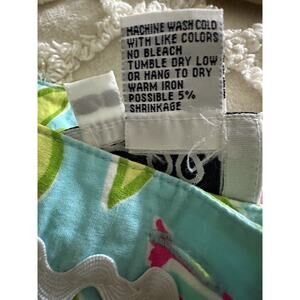 MACHINE WASH COLD
WITH LIKE COLORS
NO BLEACH
TUMBLE DRY LOW
OR HANG TO DRY
WARM IRON
POSSIBLE 5%
SHRINKAGE